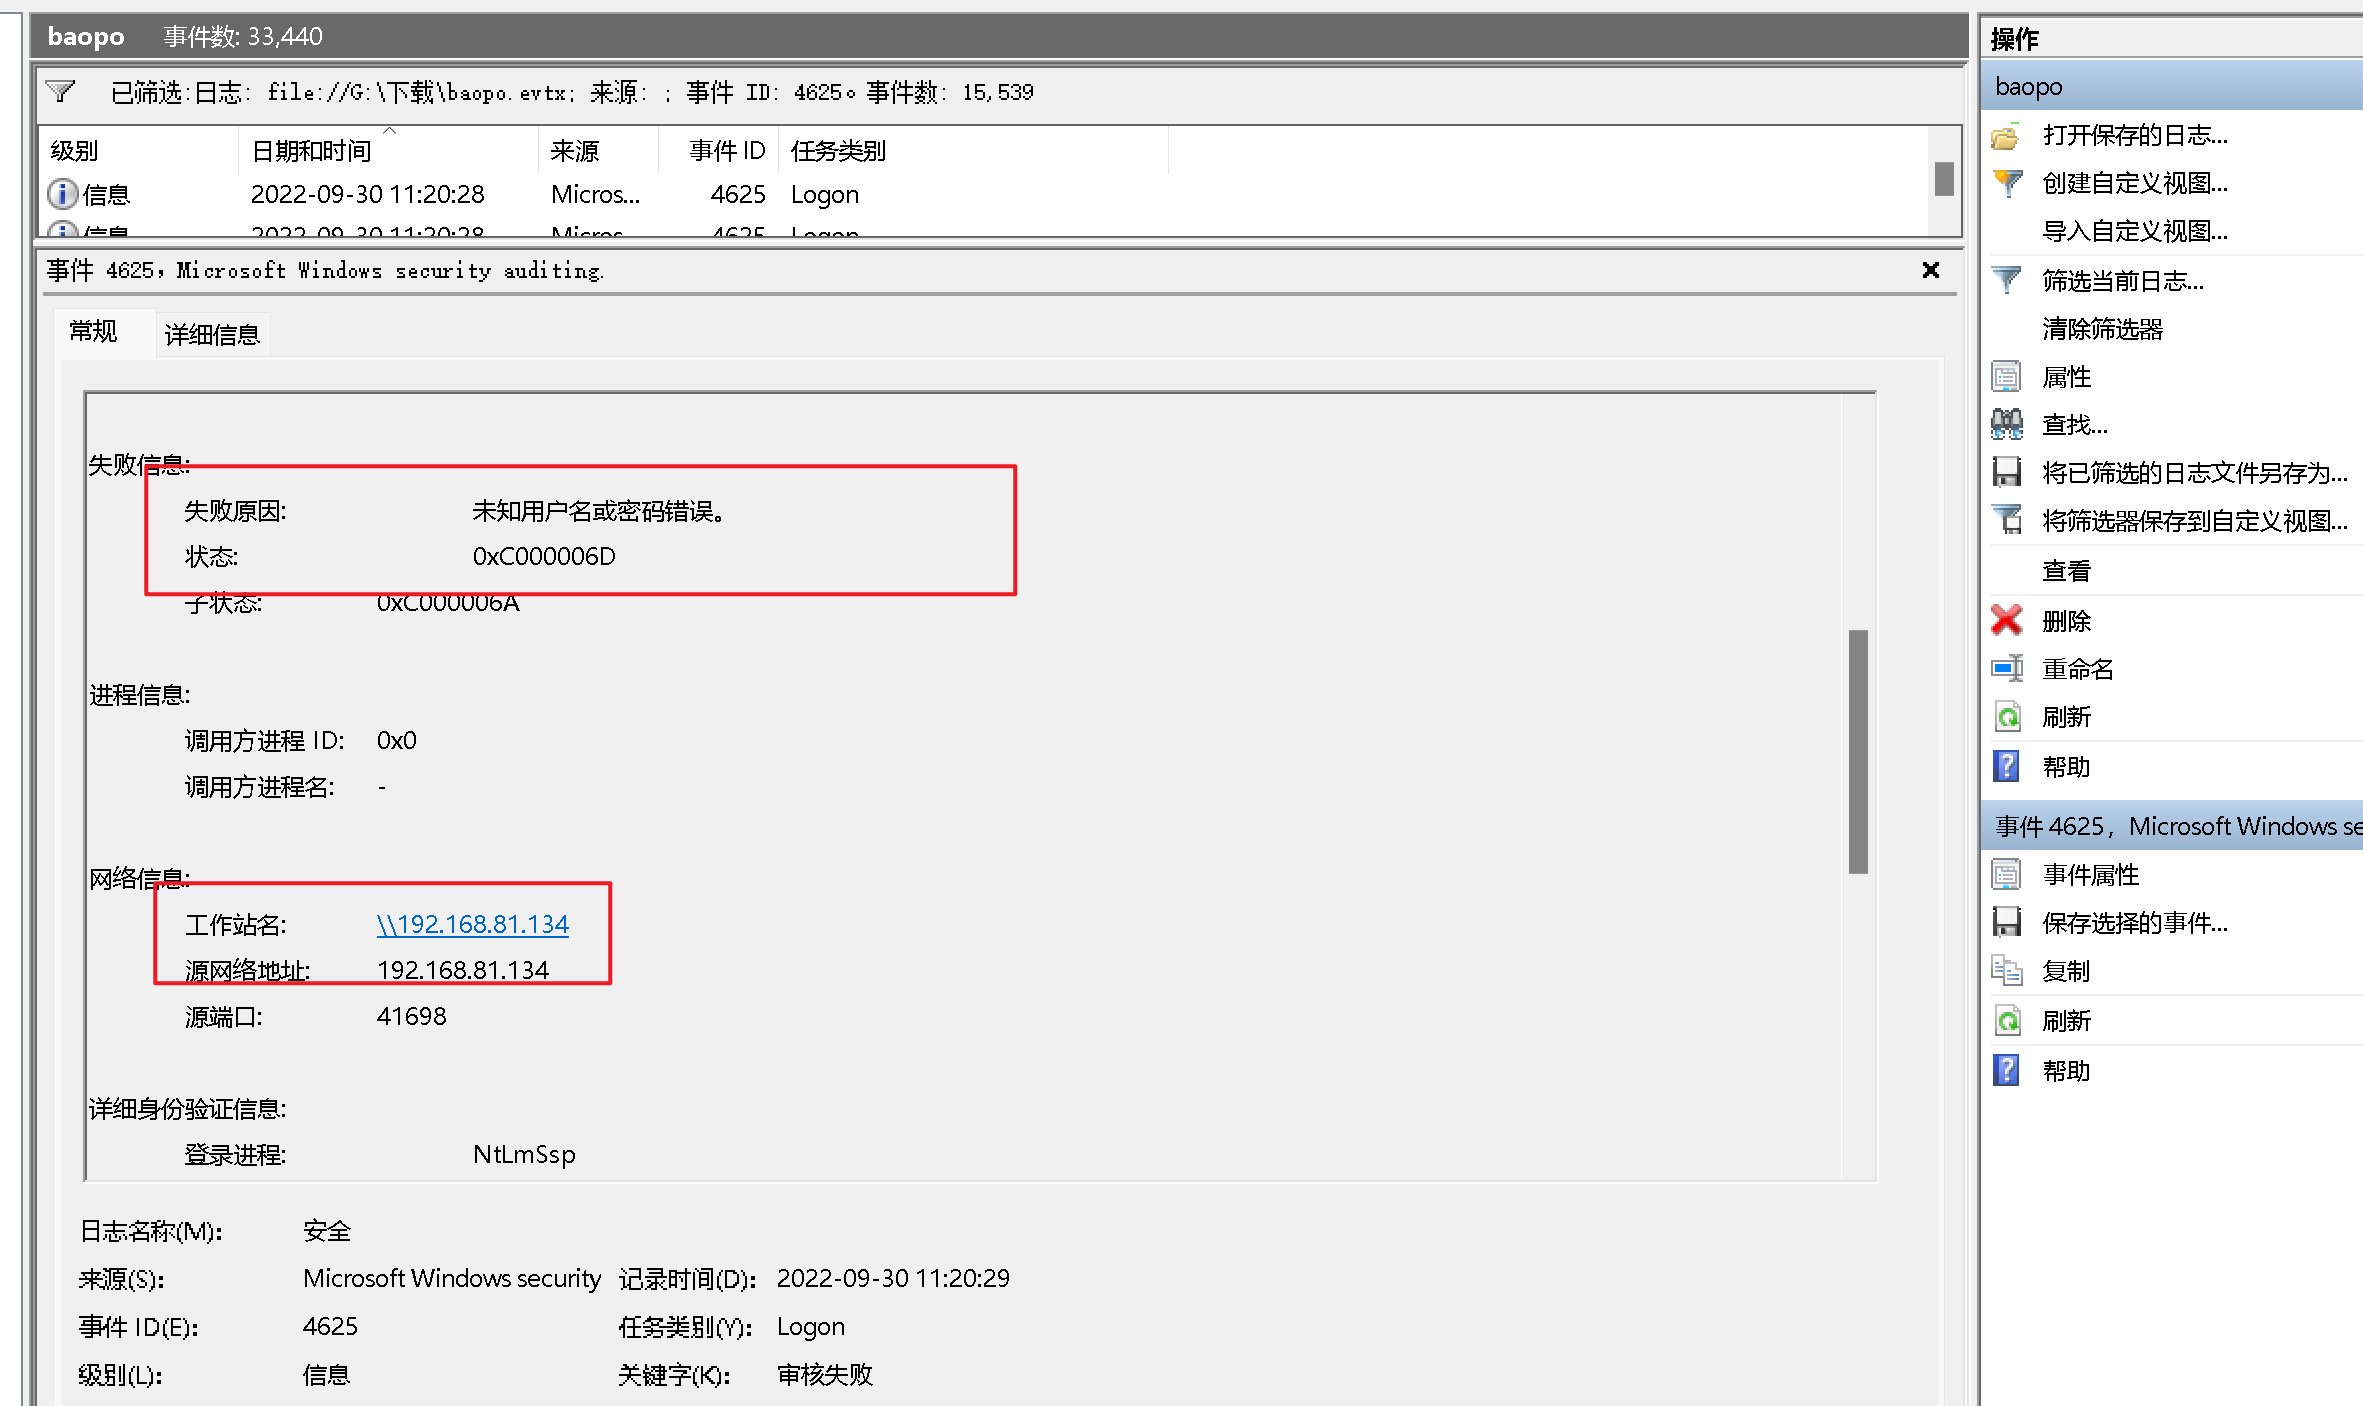 baopo 事件数: 33,440
已筛选:日志: file://G:\下载\baopo.evtx; 来源: ; 事件 ID: 4625。事件数: 15,539
级别 日期和时间 来源 事件 ID 任务类别
信息 2022-09-30 11:20:28 Micros... 4625 Logon
信息 2022-09-30 11:20:28 Micros... 4625 Logon
事件 4625，Microsoft Windows security auditing.
常规 详细信息
失败信息:
失败原因: 未知用户名或密码错误。
状态: 0xC000006D
子状态: 0xC000006A
进程信息:
调用方进程 ID: 0x0
调用方进程名: -
网络信息:
工作站名: \\192.168.81.134
源网络地址: 192.168.81.134
源端口: 41698
详细身份验证信息:
登录进程: NtLmSsp
日志名称(M): 安全
来源(S): Microsoft Windows security 记录时间(D): 2022-09-30 11:20:29
事件 ID(E): 4625 任务类别(Y): Logon
级别(L): 信息 关键字(K): 审核失败
操作
baopo
打开保存的日志...
创建自定义视图...
导入自定义视图...
筛选当前日志...
清除筛选器
属性
查找...
将已筛选的日志文件另存为...
将筛选器保存到自定义视图...
查看
删除
重命名
刷新
帮助
事件 4625，Microsoft Windows se
事件属性
保存选择的事件...
复制
刷新
帮助